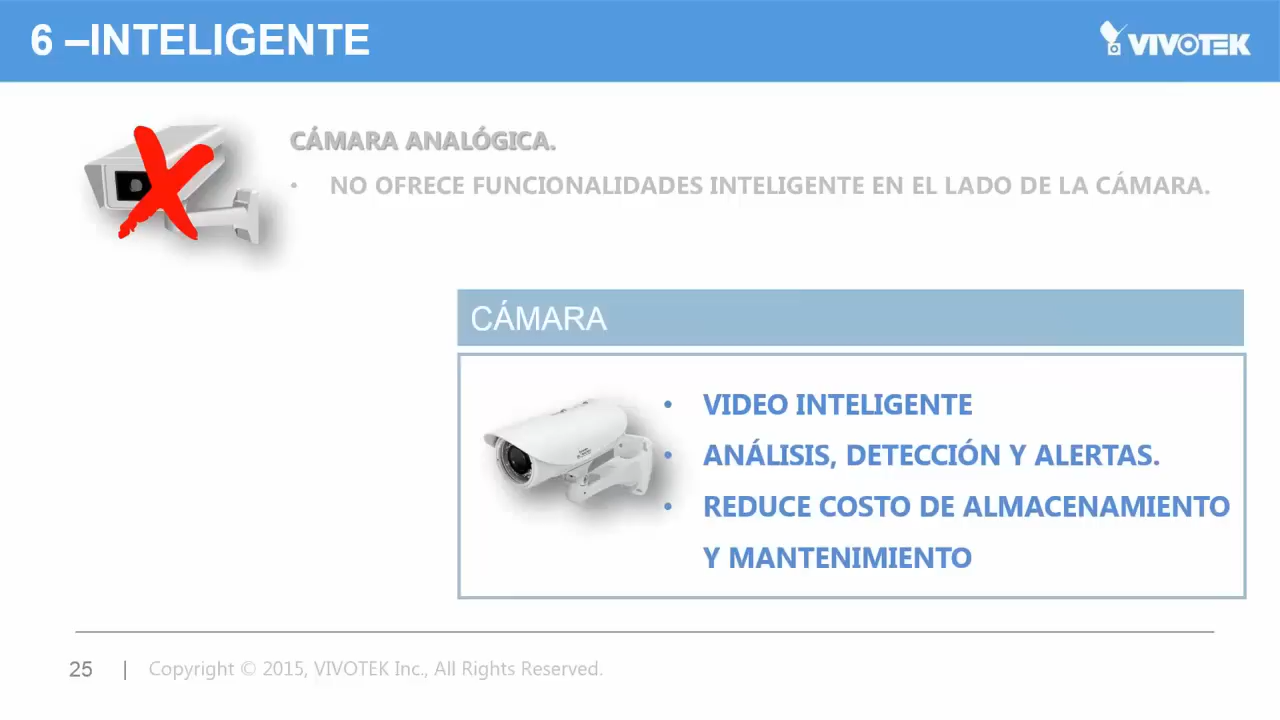 6 –INTELIGENTE
VIVOTEK
CÁMARA ANALÓGICA.
• NO OFRECE FUNCIONALIDADES INTELIGENTE EN EL LADO DE LA CÁMARA.
CÁMARA
• VIDEO INTELIGENTE
• ANÁLISIS, DETECCIÓN Y ALERTAS.
• REDUCE COSTO DE ALMACENAMIENTO
Y MANTENIMIENTO
25 | Copyright © 2015, VIVOTEK Inc., All Rights Reserved.